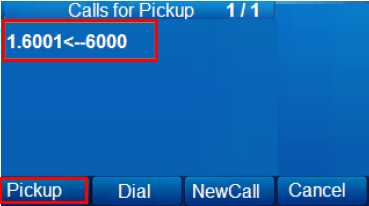 Calls for Pickup 1/1
1.6001<--6000
Pickup Dial NewCall Cancel